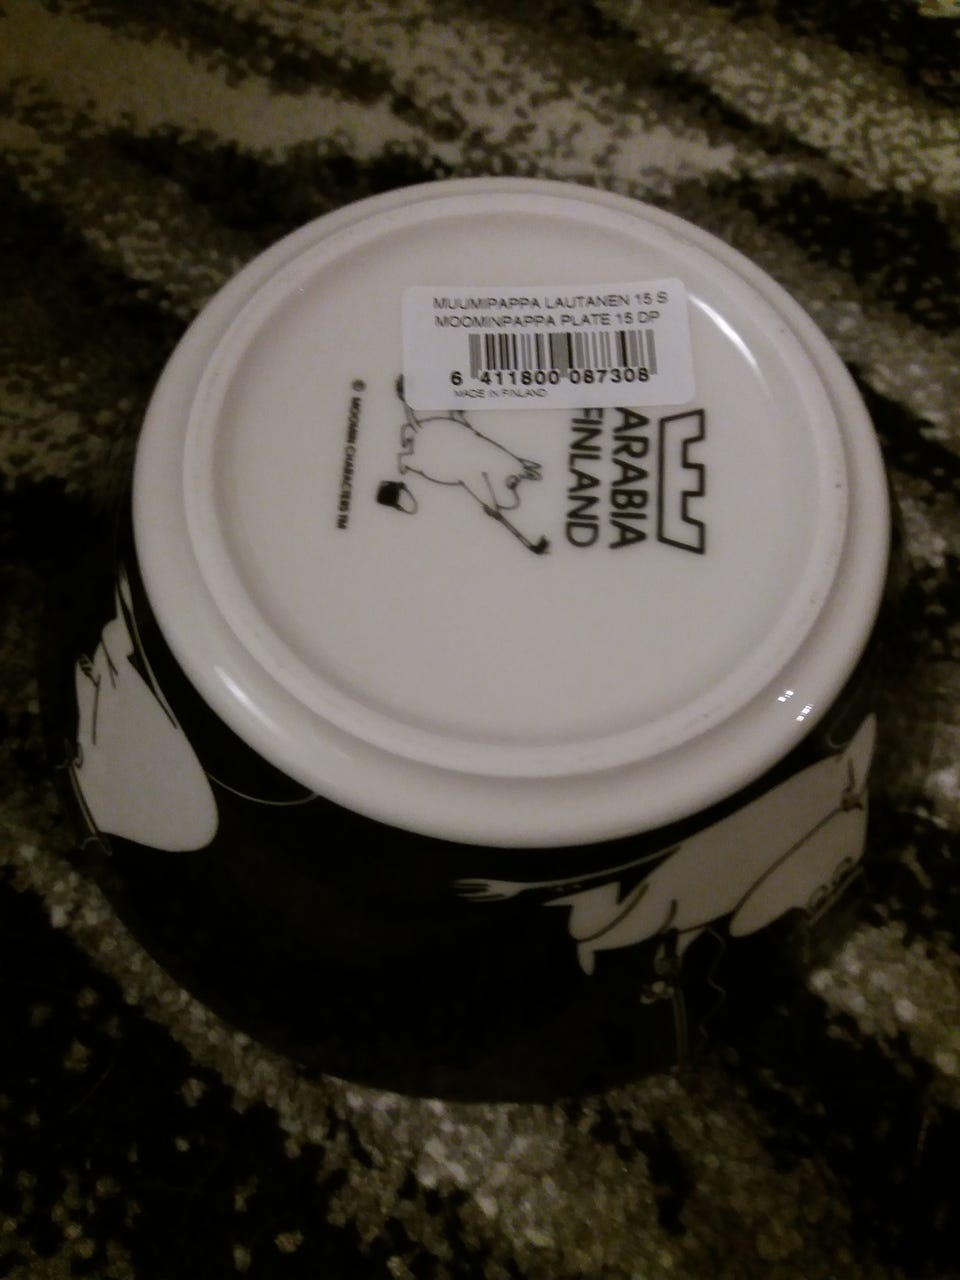 MUUMIPAPPA LAUTANEN 15 S
MOOMINPAPPA PLATE 15 DP
6 411800 087308
MADE IN FINLAND
ARABIA
FINLAND
© MOOMIN CHARACTERS TM